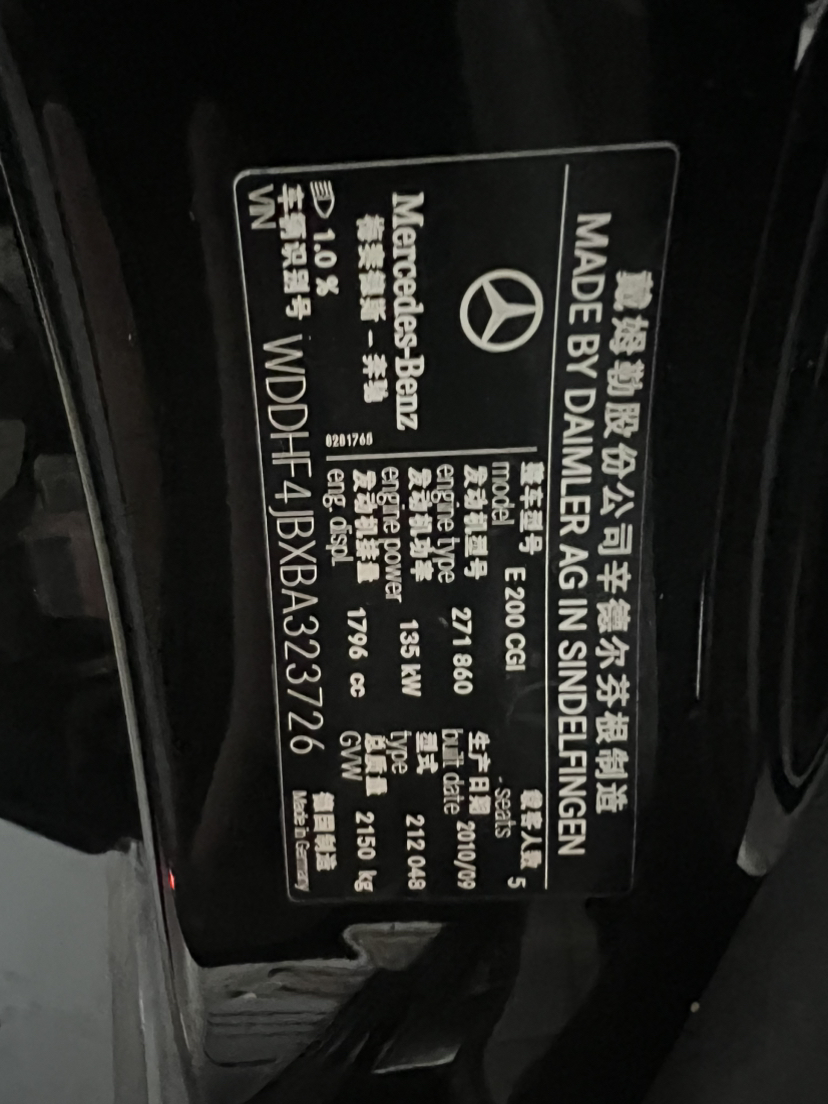 戴姆勒股份公司辛德尔芬根制造
MADE BY DAIMLER AG IN SINDELFINGEN
整车型号 E 200 CGI 载客人数 5
model seats
发动机型号 271 860 生产日期 2010/09
engine type built date
发动机功率 135 kW 型式 212 048
engine power type
发动机排量 1796 cc 总质量 2150 kg
eng. displ. GVW
Mercedes-Benz
梅赛德斯-奔驰
0201765
1.0 %
车辆识别号 WDDHF4JBXBA323726
VIN
德国制造
Made in Germany